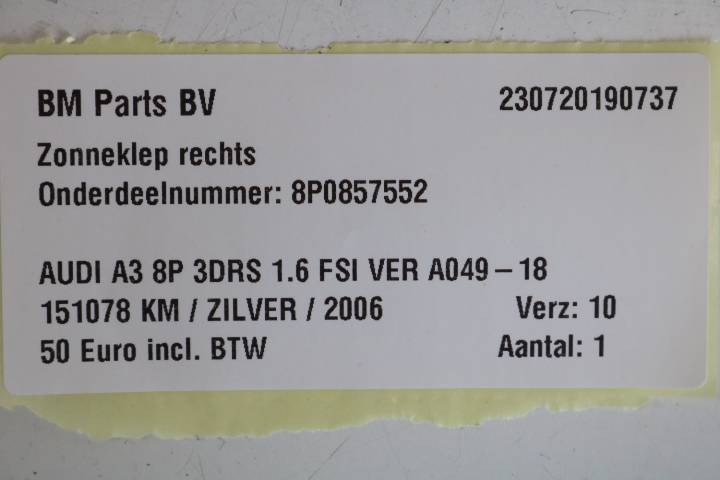 BM Parts BV 230720190737
Zonneklep rechts
Onderdeelnummer: 8P0857552
AUDI A3 8P 3DRS 1.6 FSI VER A049 – 18
151078 KM / ZILVER / 2006 Verz: 10
50 Euro incl. BTW Aantal: 1